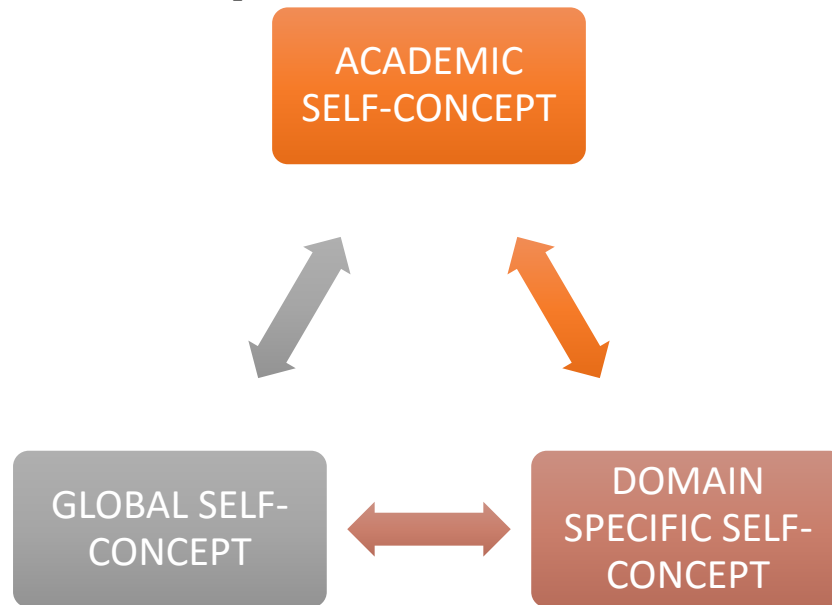 ACADEMIC
SELF-CONCEPT
GLOBAL SELF-
CONCEPT
DOMAIN
SPECIFIC SELF-
CONCEPT